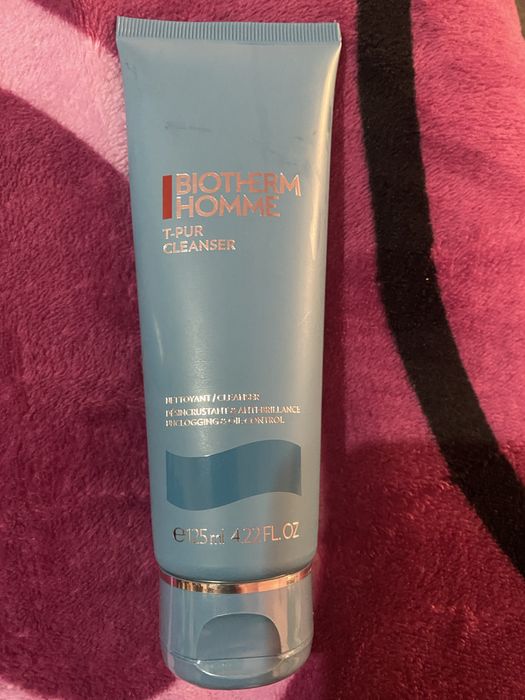 BIOTHERM
HOMME
T-PUR
CLEANSER
NETTOYANT / CLEANSER
DÉSINCRUSTANT & ANTI-BRILLANCE
UNCLOGGING & OIL-CONTROL
℮125 ml 4.22 FL. OZ